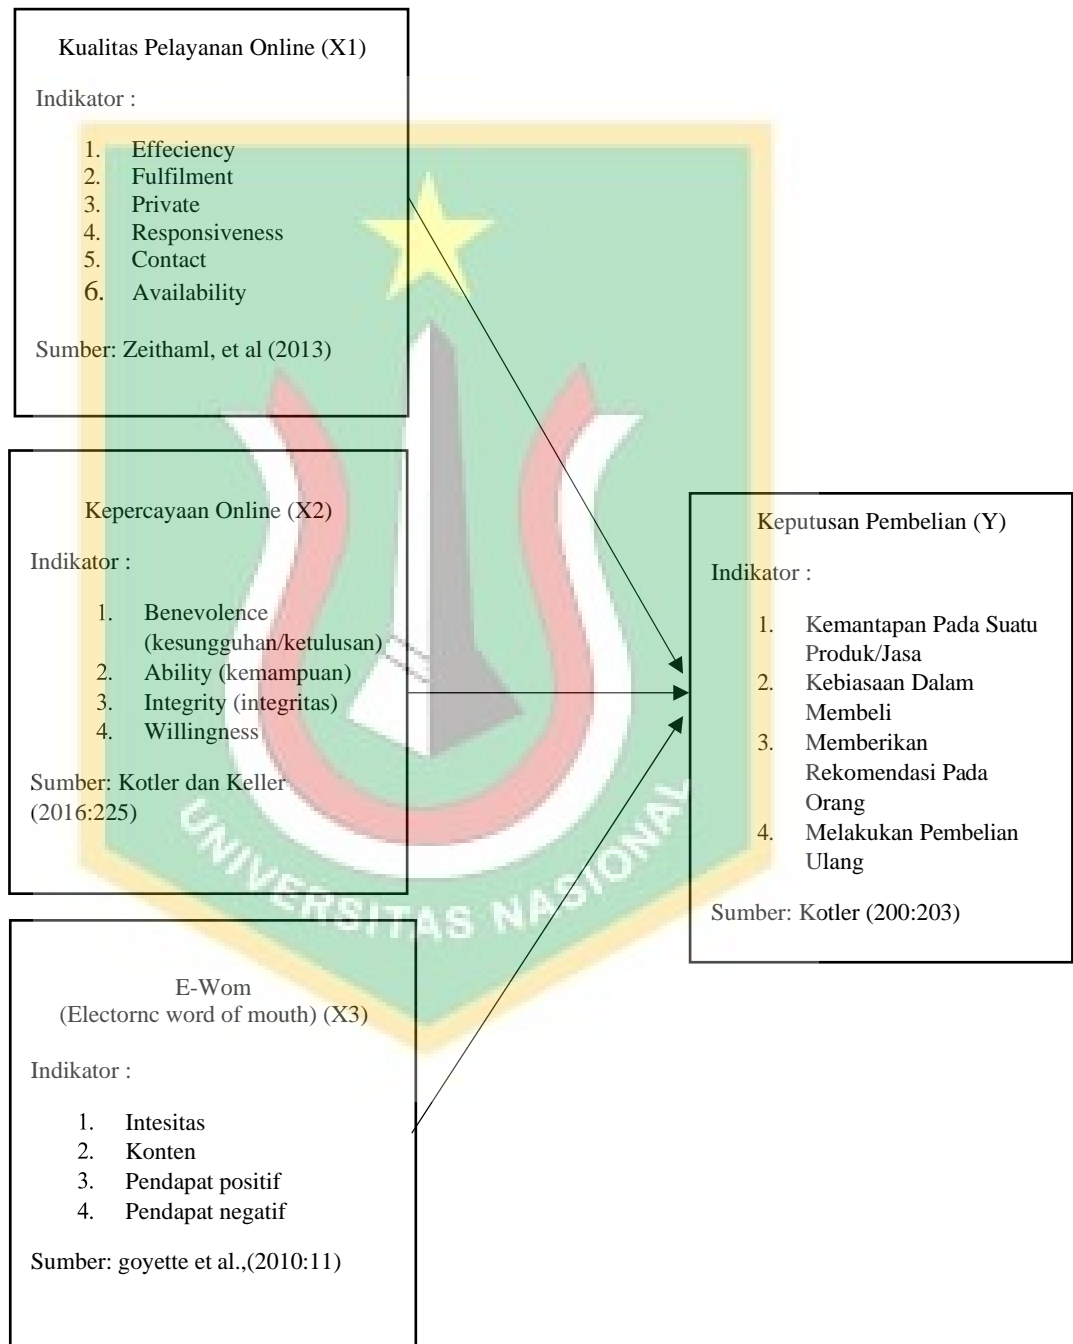 Kualitas Pelayanan Online (X1)
Indikator :
1. Effeciency
2. Fulfilment
3. Private
4. Responsiveness
5. Contact
6. Availability
Sumber: Zeithaml, et al (2013)
Kepercayaan Online (X2)
Indikator :
1. Benevolence
(kesungguhan/ketulusan)
2. Ability (kemampuan)
3. Integrity (integritas)
4. Willingness
Sumber: Kotler dan Keller
(2016:225)
E-Wom
(Electornc word of mouth) (X3)
Indikator :
1. Intesitas
2. Konten
3. Pendapat positif
4. Pendapat negatif
Sumber: goyette et al.,(2010:11)
Keputusan Pembelian (Y)
Indikator :
1. Kemantapan Pada Suatu
Produk/Jasa
2. Kebiasaan Dalam
Membeli
3. Memberikan
Rekomendasi Pada
Orang
4. Melakukan Pembelian
Ulang
Sumber: Kotler (200:203)
UNIVERSITAS NASIONAL